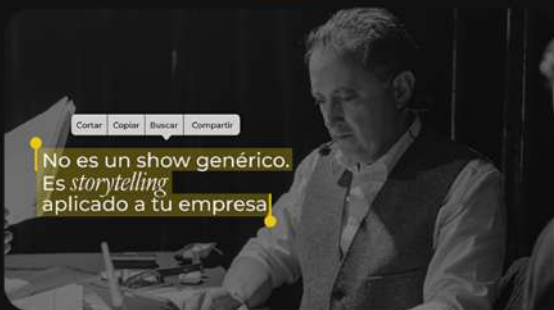 Cortar Copiar Buscar Compartir
No es un show genérico.
Es storytelling
aplicado a tu empresa